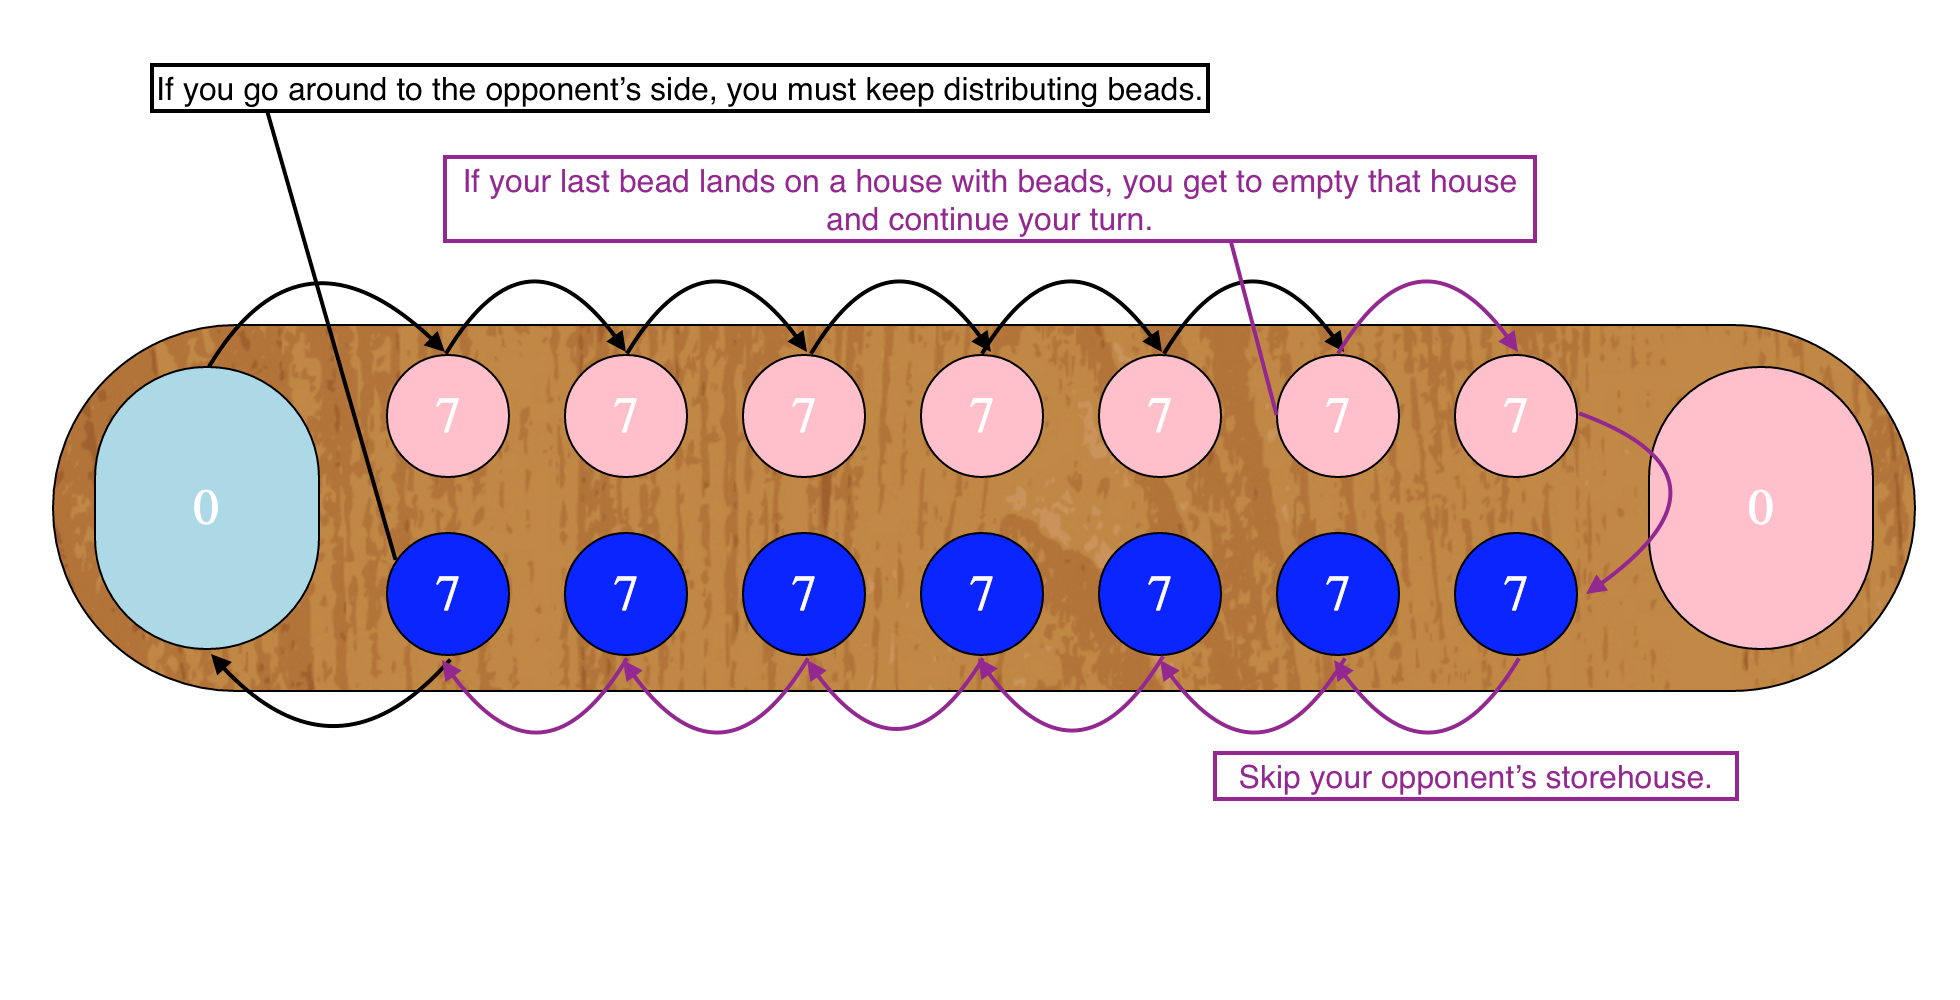 If you go around to the opponent’s side, you must keep distributing beads.
If your last bead lands on a house with beads, you get to empty that house
and continue your turn.
7 7 7 7 7 7 7
0 0
7 7 7 7 7 7 7
Skip your opponent’s storehouse.